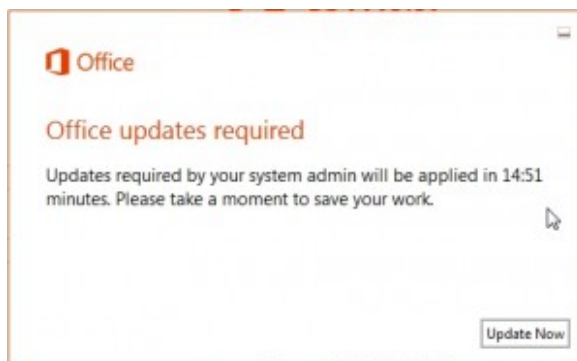 Office
Office updates required
Updates required by your system admin will be applied in 14:51
minutes. Please take a moment to save your work.
Update Now